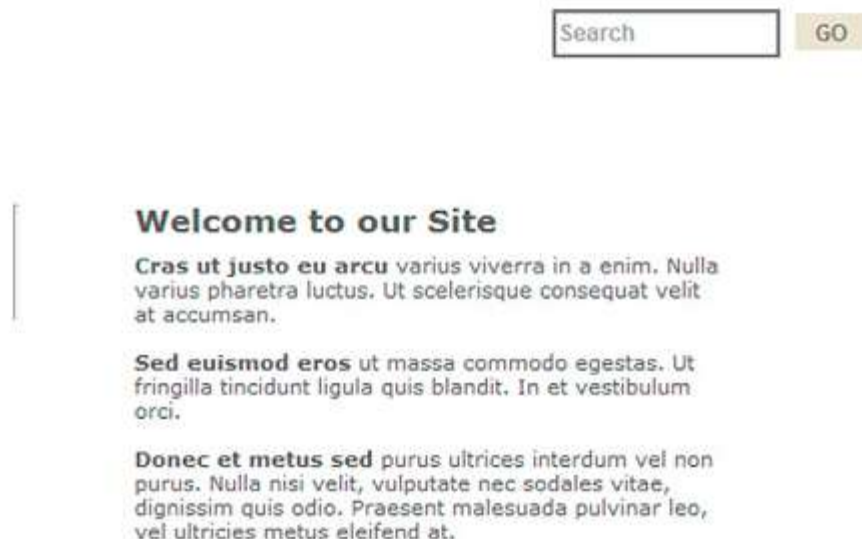 Search GO
Welcome to our Site
Cras ut justo eu arcu varius viverra in a enim. Nulla
varius pharetra luctus. Ut scelerisque consequat velit
at accumsan.
Sed euismod eros ut massa commodo egestas. Ut
fringilla tincidunt ligula quis blandit. In et vestibulum
orci.
Donec et metus sed purus ultrices interdum vel non
purus. Nulla nisi velit, vulputate nec sodales vitae,
dignissim quis odio. Praesent malesuada pulvinar leo,
vel ultricies metus eleifend at.